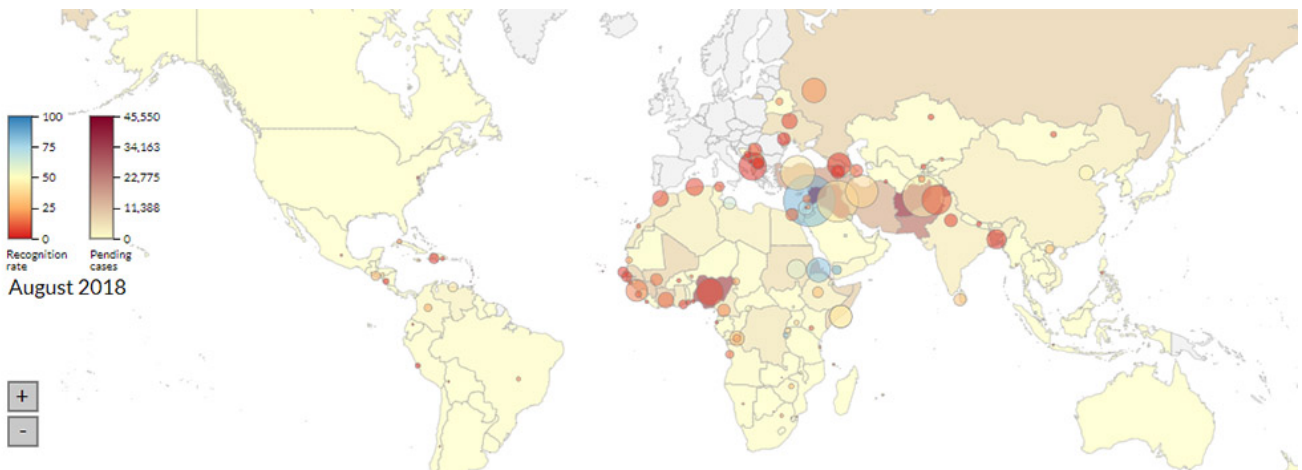 100
75
50
25
0
Recognition
rate
45,550
34,163
22,775
11,388
0
Pending
cases
August 2018
+
-